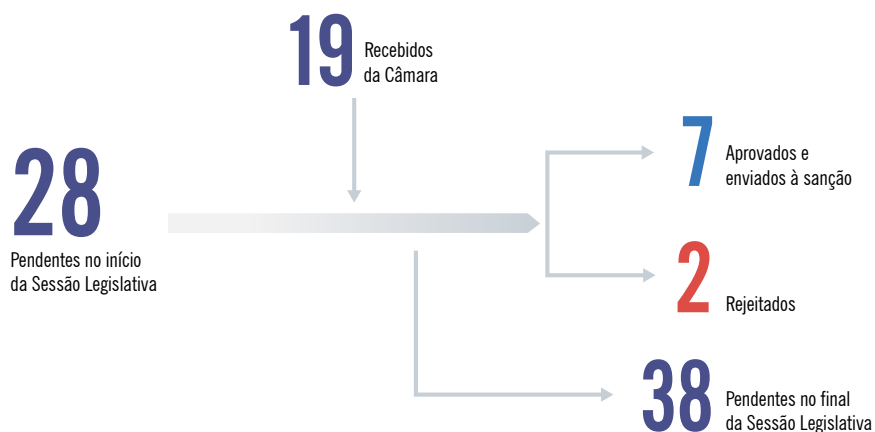 19
Recebidos
da Câmara
28
Pendentes no início
da Sessão Legislativa
7
Aprovados e
enviados à sanção
2
Rejeitados
38
Pendentes no final
da Sessão Legislativa